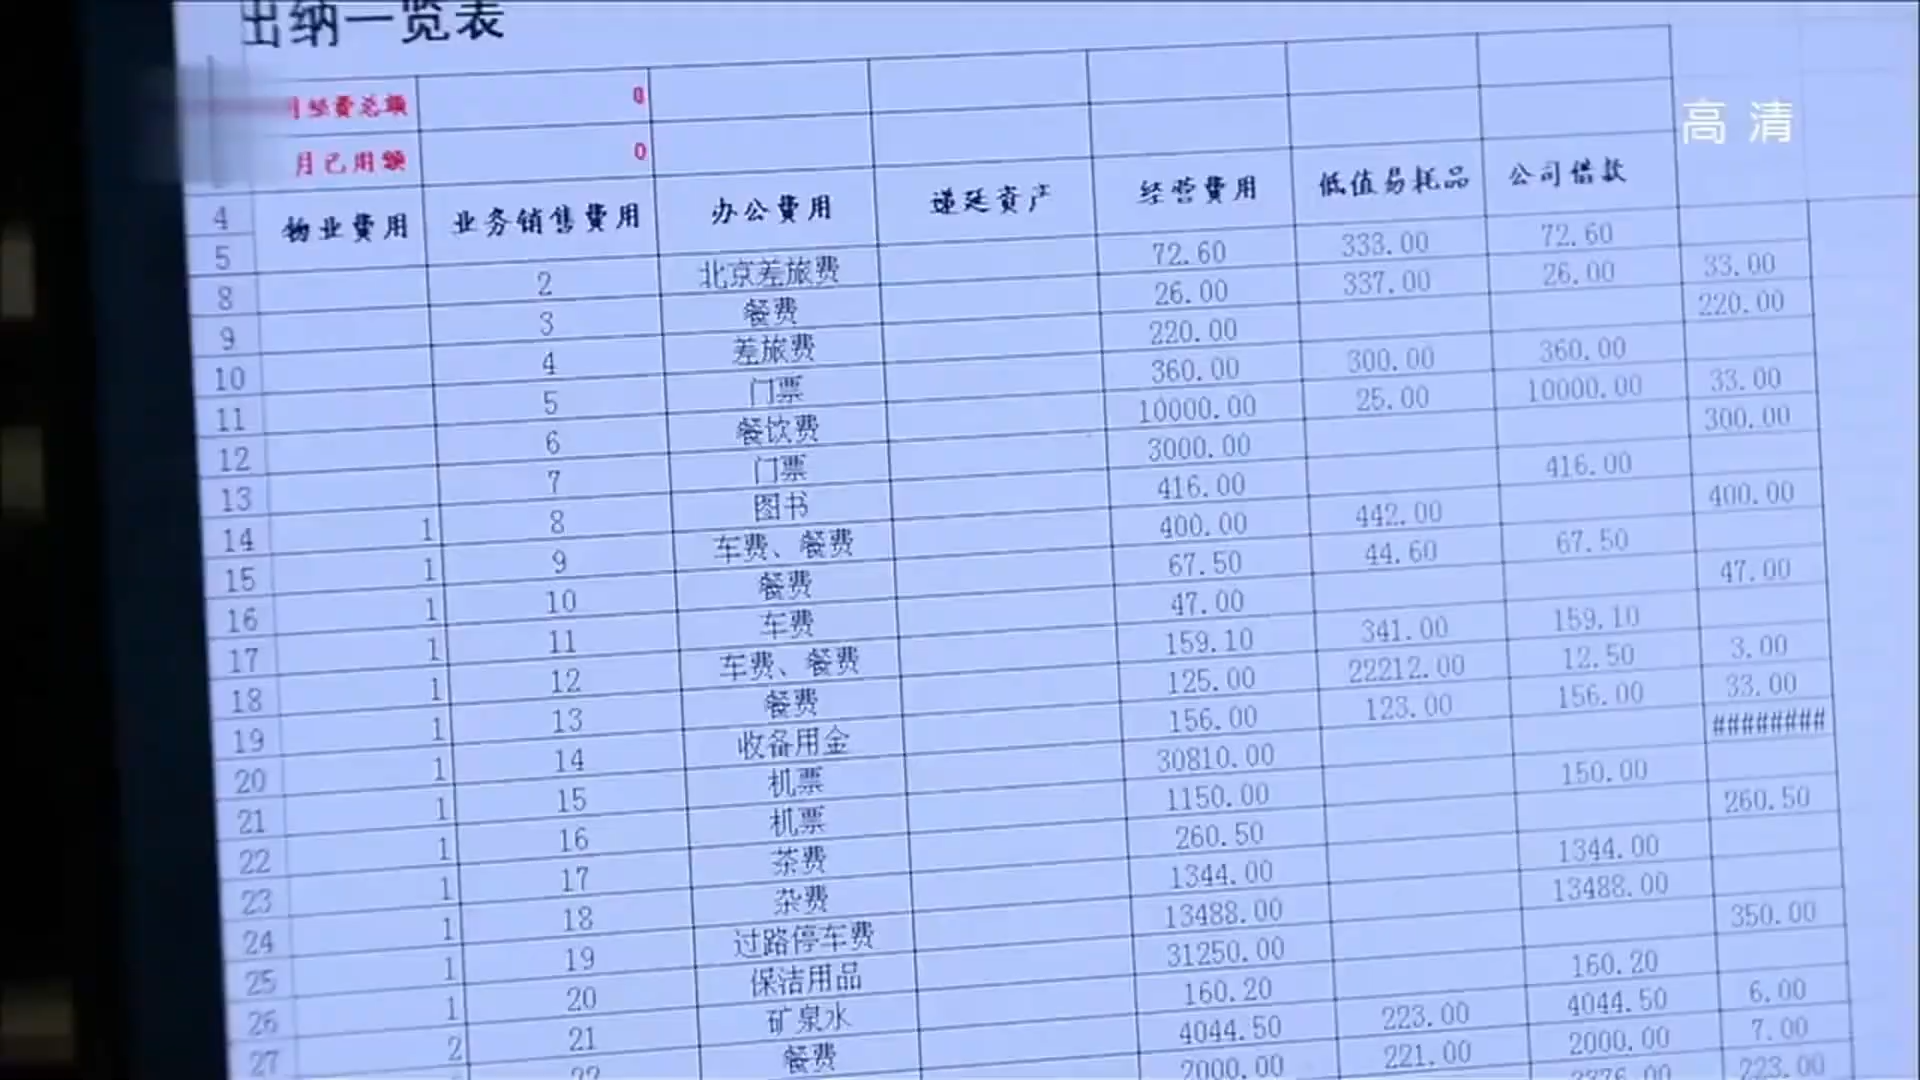 出纳一览表
高清
月经费总额 0
月已用额 0
4 物业费用 业务销售费用 办公费用 递延资产 经营费用 低值易耗品 公司借款
5
8 2 北京差旅费 72.60 333.00 72.60
9 3 餐费 26.00 337.00 26.00 33.00
10 4 差旅费 220.00 220.00
11 5 门票 360.00 300.00 360.00
12 6 餐饮费 10000.00 25.00 10000.00 33.00
13 7 门票 3000.00 300.00
14 1 8 图书 416.00 416.00
15 1 9 车费、餐费 400.00 442.00 400.00
16 1 10 餐费 67.50 44.60 67.50
17 1 11 车费 47.00 47.00
18 1 12 车费、餐费 159.10 341.00 159.10
19 1 13 餐费 125.00 22212.00 12.50 3.00
20 1 14 收备用金 156.00 123.00 156.00 33.00
21 1 15 机票 30810.00 ########
22 1 16 机票 1150.00 150.00
23 1 17 茶费 260.50 260.50
24 1 18 杂费 1344.00 1344.00
25 1 19 过路停车费 13488.00 13488.00
26 1 20 保洁用品 31250.00 350.00
27 2 21 矿泉水 160.20 160.20
22 餐费 4044.50 223.00 4044.50 6.00
2000.00 221.00 2000.00 7.00
223.00